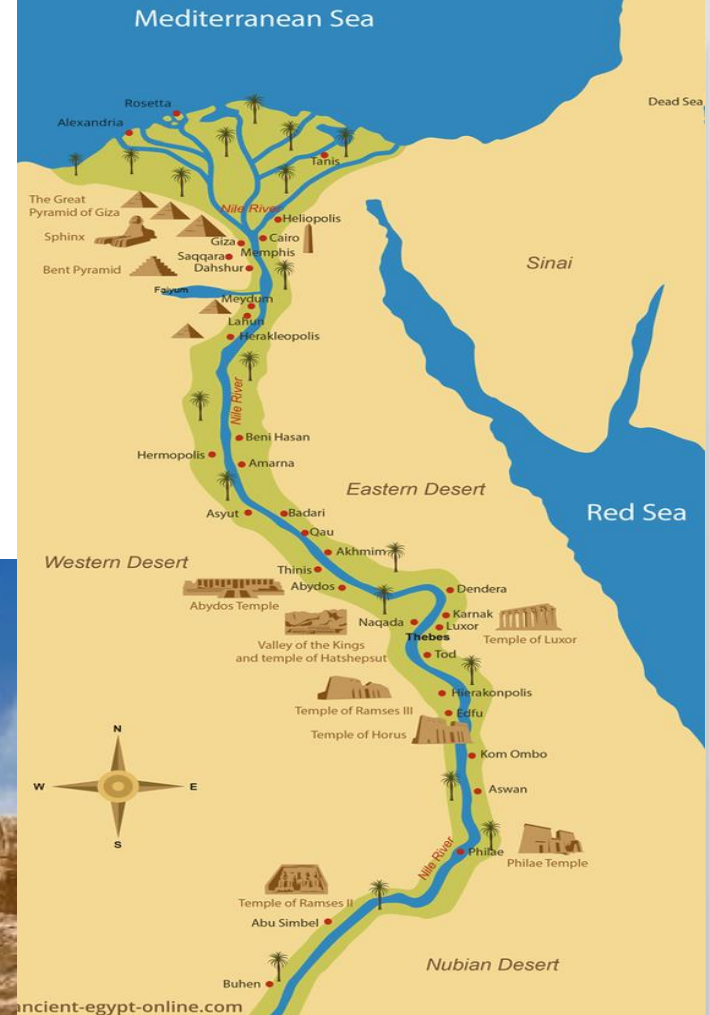 Mediterranean Sea
Rosetta
Dead Sea
Alexandria
Tanis
The Great
Pyramid of Giza
Nile River
Heliopolis
Sphinx
Giza
Cairo
Saqqara
Memphis
Sinai
Bent Pyramid
Dahshur
Faiyum
Meydum
Lahun
Herakleopolis
Nile River
Beni Hasan
Hermopolis
Amarna
Eastern Desert
Asyut
Badari
Red Sea
Qau
Western Desert
Akhmim
Thinis
Abydos
Dendera
Abydos Temple
Karnak
Naqada
Luxor
Thebes
Temple of Luxor
Valley of the Kings
and temple of Hatshepsut
Tod
Hierakonpolis
Temple of Ramses III
Edfu
Temple of Horus
N
Kom Ombo
W
E
Aswan
S
Nile River
Philae
Philae Temple
Temple of Ramses II
Abu Simbel
Nubian Desert
Buhen
ancient-egypt-online.com